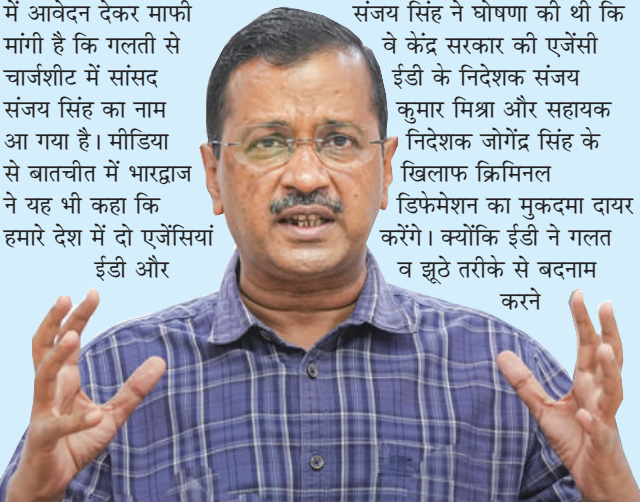 में आवेदन देकर माफी
मांगी है कि गलती से
चार्जशीट में सांसद
संजय सिंह का नाम
आ गया है। मीडिया
से बातचीत में भारद्वाज
ने यह भी कहा कि
हमारे देश में दो एजेंसियां
ईडी और
संजय सिंह ने घोषणा की थी कि
वे केंद्र सरकार की एजेंसी
ईडी के निदेशक संजय
कुमार मिश्रा और सहायक
निदेशक जोगेंद्र सिंह के
खिलाफ क्रिमिनल
डिफेमेशन का मुकदमा दायर
करेंगे। क्योंकि ईडी ने गलत
व झूठे तरीके से बदनाम
करने